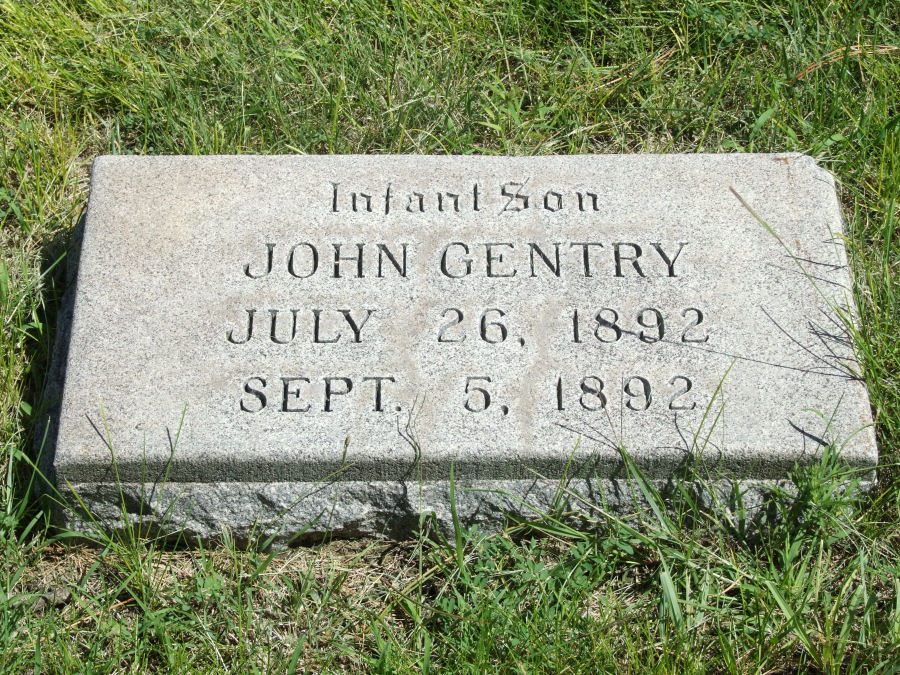 Infant Son
JOHN GENTRY
JULY 26, 1892
SEPT. 5, 1892